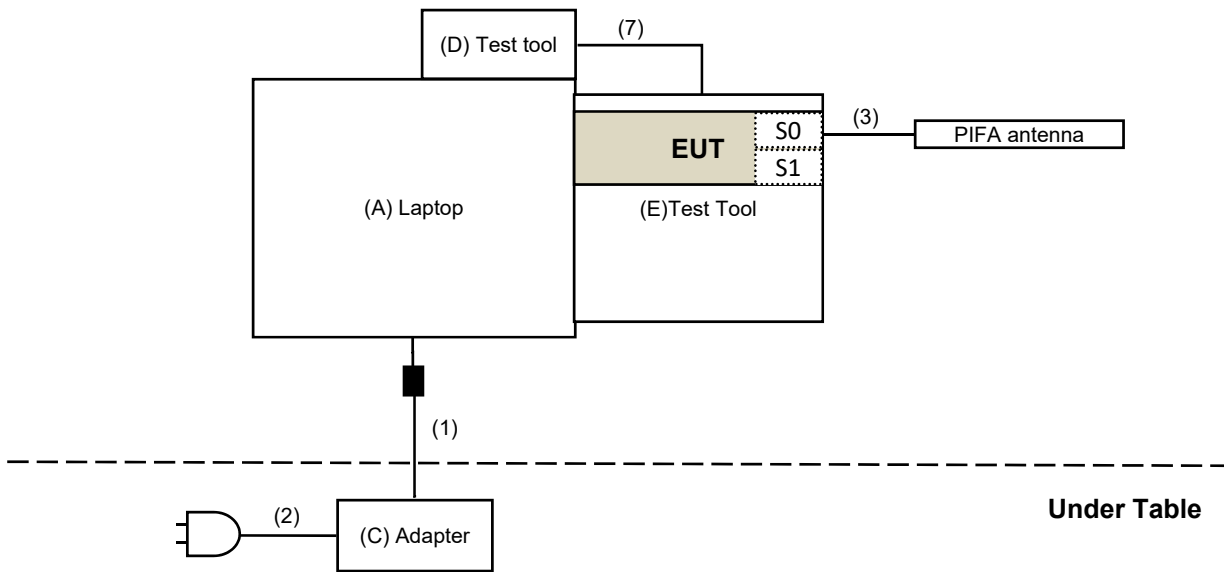 (D) Test tool
(7)
EUT
S0
S1
(3)
PIFA antenna
(A) Laptop
(E)Test Tool
(1)
Under Table
(2)
(C) Adapter